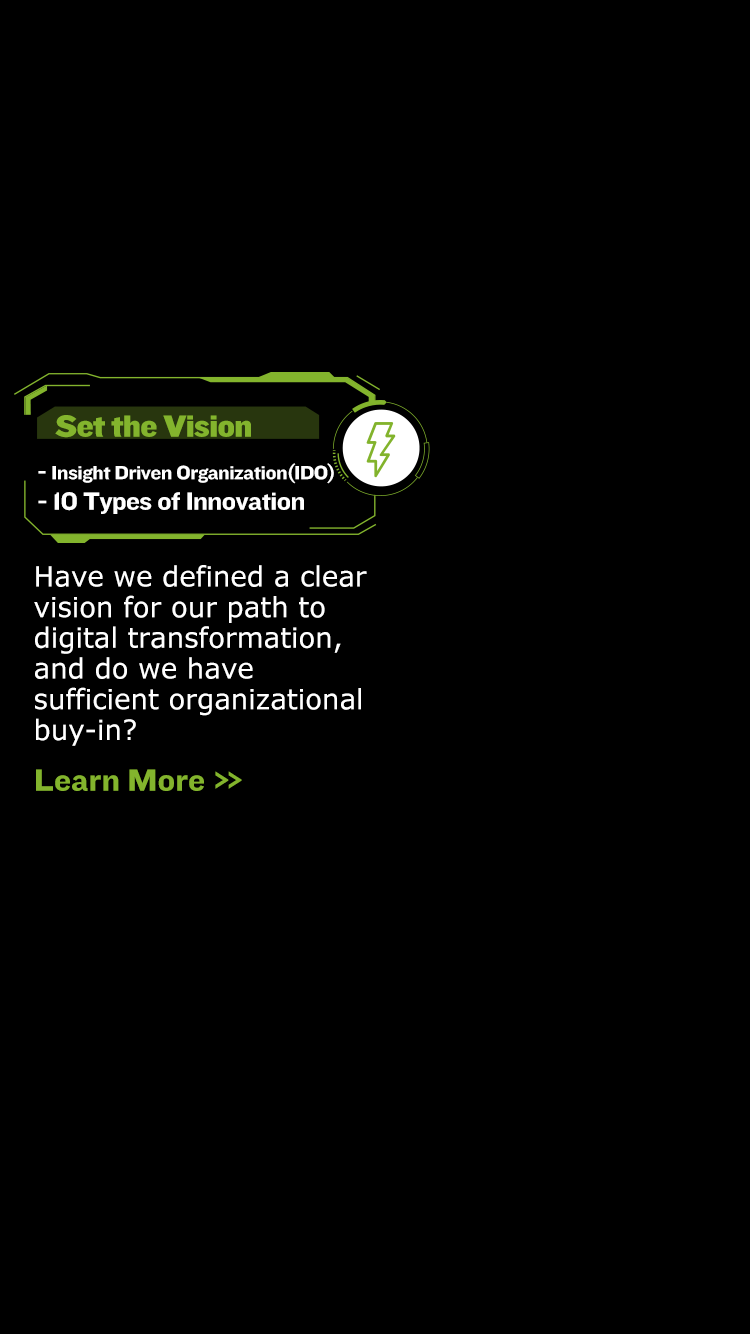 Set the Vision
- Insight Driven Organization(IDO)
- 10 Types of Innovation
Have we defined a clear
vision for our path to
digital transformation,
and do we have
sufficient organizational
buy-in?
Learn More >>